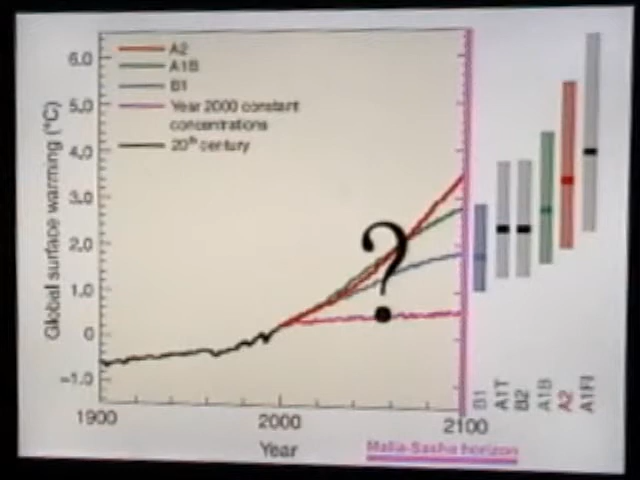 A2
A1B
B1
Year 2000 constant
concentrations
20th century
Global surface warming (°C)
6.0
5.0
4.0
3.0
2.0
1.0
0
–1.0
?
1900
2000
2100
Year
Malia-Sasha horizon
B1
A1T
B2
A1B
A2
A1FI